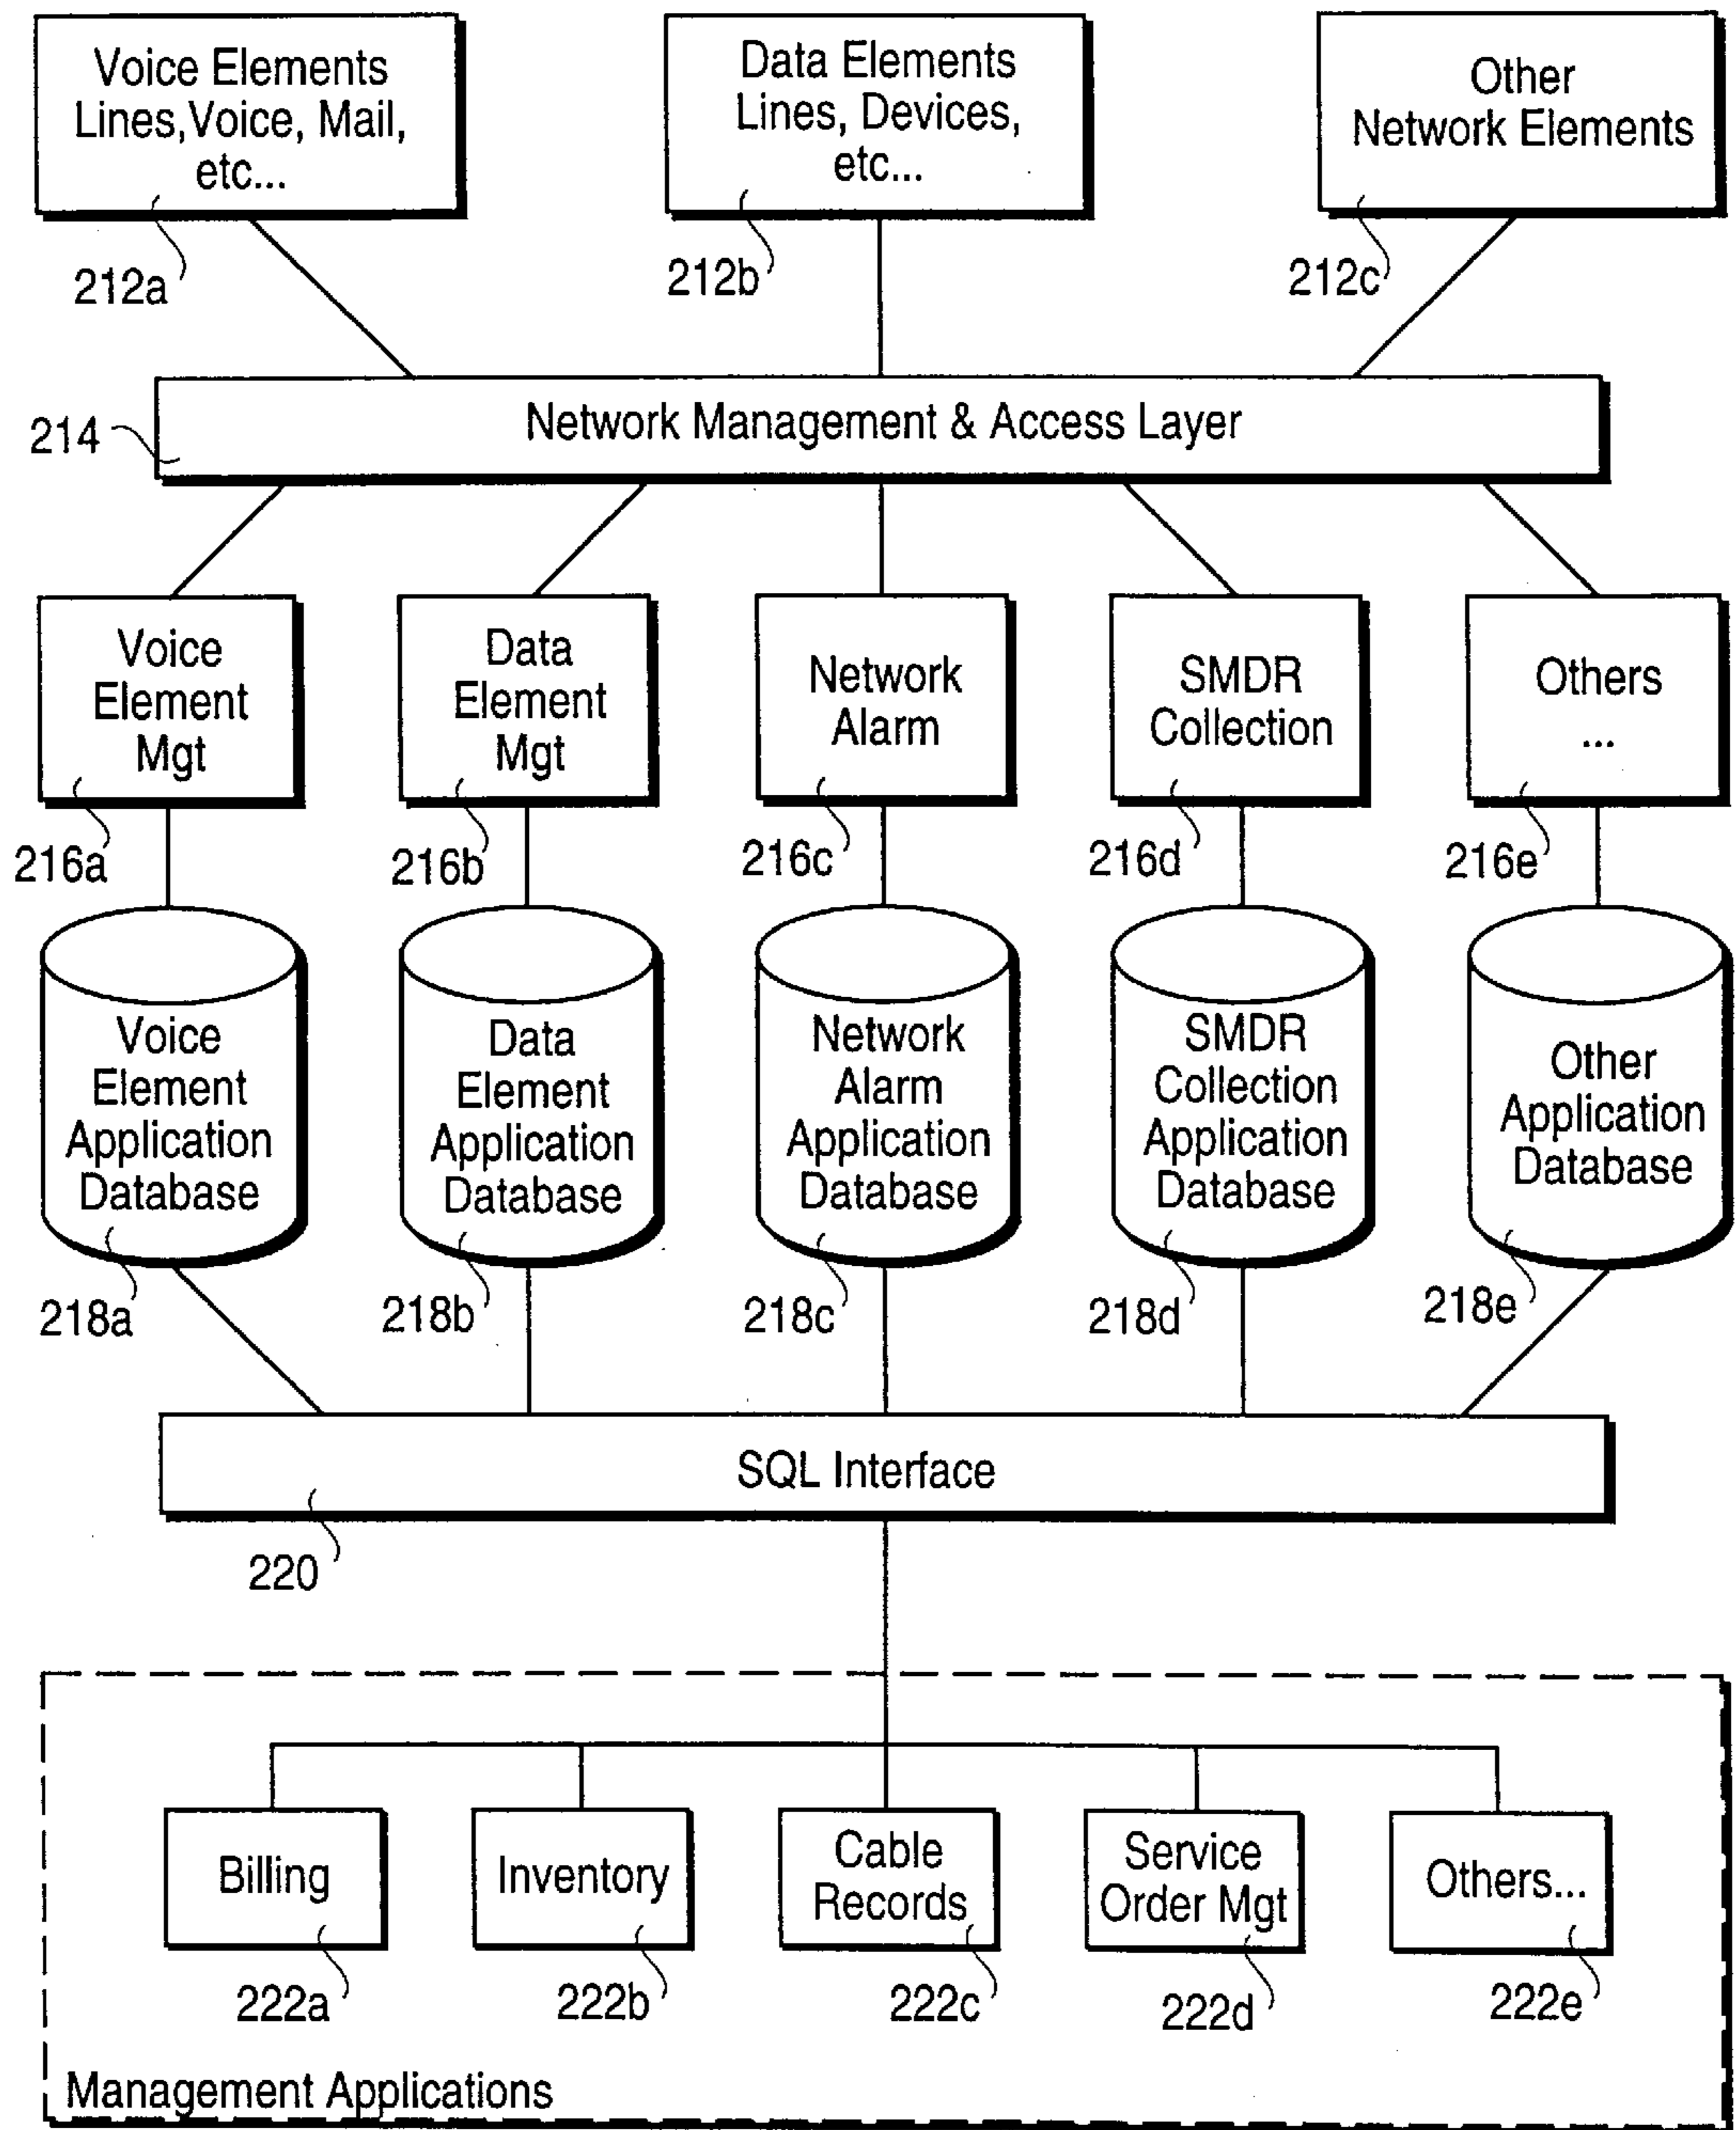 Voice Elements
Lines,Voice, Mail,
etc...
Data Elements
Lines, Devices,
etc...
Other
Network Elements
212a
212b
212c
Network Management & Access Layer
214
Voice
Element
Mgt
Data
Element
Mgt
Network
Alarm
SMDR
Collection
Others
...
216a
216b
216c
216d
216e
Voice
Element
Application
Database
Data
Element
Application
Database
Network
Alarm
Application
Database
SMDR
Collection
Application
Database
Other
Application
Database
218a
218b
218c
218d
218e
SQL Interface
220
Billing
Inventory
Cable
Records
Service
Order Mgt
Others...
222a
222b
222c
222d
222e
Management Applications